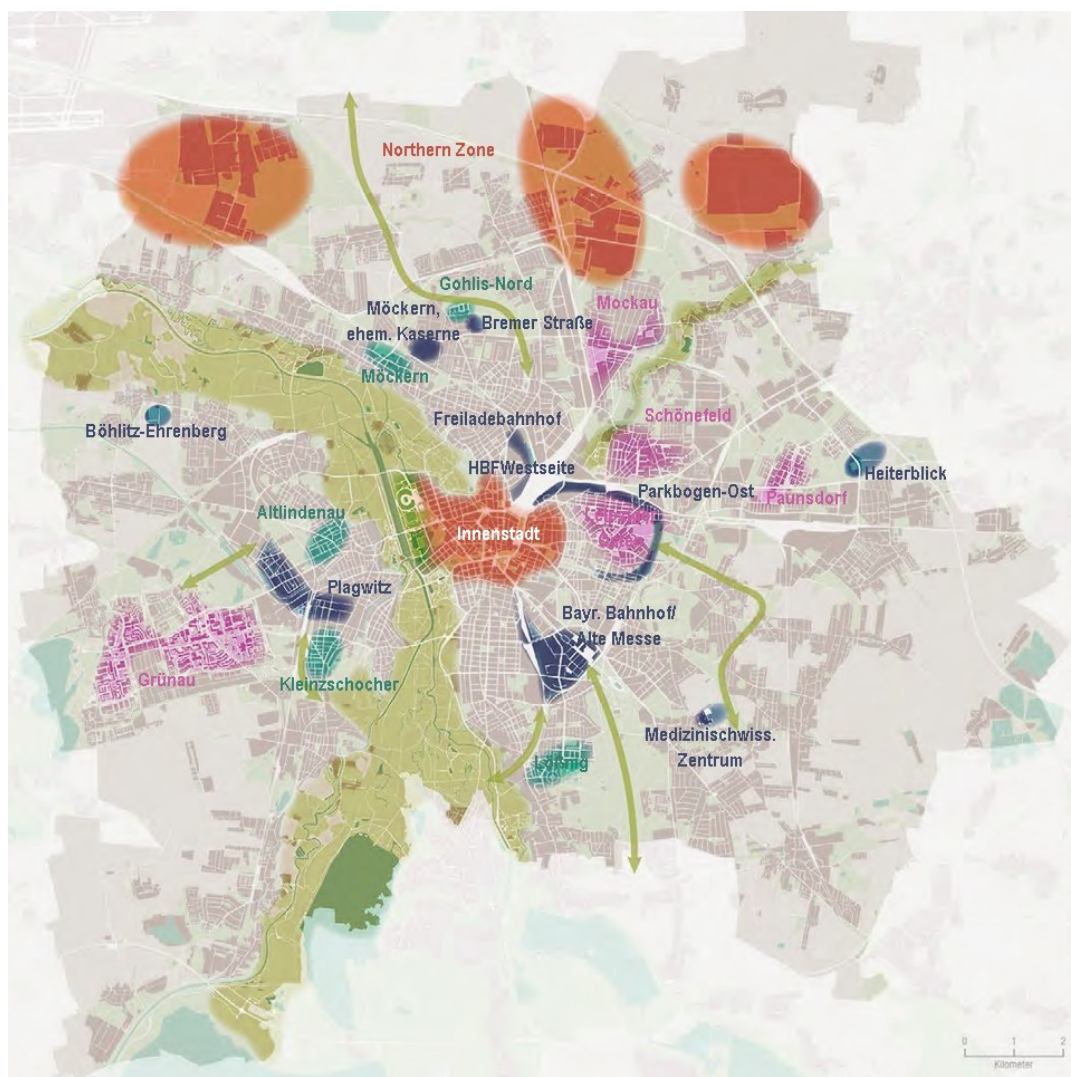 Northern Zone
Gohlis-Nord
Möckern,
ehem. Kaserne
Bremer Straße
Mockau
Möckern
Freiladebahnhof
Schönefeld
Böhlitz-Ehrenberg
HBFWestseite
Heiterblick
Parkbogen-Ost
Paunsdorf
Altlindenau
Innenstadt
Plagwitz
Bayr. Bahnhof/
Alte Messe
Grünau
Kleinzschocher
Medizinischwiss.
Zentrum
Lößnig
0 1 2
Kilometer